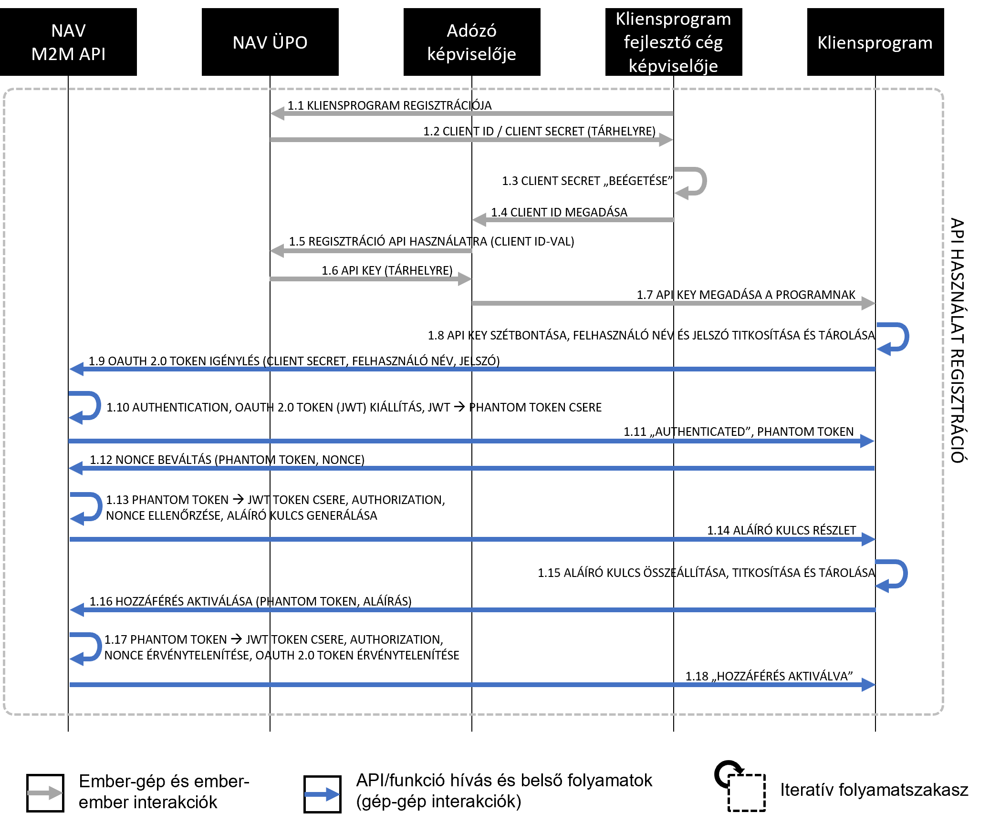 NAV
M2M API
NAV ÜPO
Adózó
képviselője
Kliensprogram
fejlesztő cég
képviselője
Kliensprogram
1.1 KLIENSPROGRAM REGISZTRÁCIÓJA
1.2 CLIENT ID / CLIENT SECRET (TÁRHELYRE)
1.3 CLIENT SECRET „BEÉGETÉSE”
1.4 CLIENT ID MEGADÁSA
1.5 REGISZTRÁCIÓ API HASZNÁLATRA (CLIENT ID-VAL)
1.6 API KEY (TÁRHELYRE)
1.7 API KEY MEGADÁSA A PROGRAMNAK
1.8 API KEY SZÉTBONTÁSA, FELHASZNÁLÓ NÉV ÉS JELSZÓ TITKOSÍTÁSA ÉS TÁROLÁSA
1.9 OAUTH 2.0 TOKEN IGÉNYLÉS (CLIENT SECRET, FELHASZNÁLÓ NÉV, JELSZÓ)
1.10 AUTHENTICATION, OAUTH 2.0 TOKEN (JWT) KIÁLLÍTÁS, JWT → PHANTOM TOKEN CSERE
1.11 „AUTHENTICATED”, PHANTOM TOKEN
1.12 NONCE BEVÁLTÁS (PHANTOM TOKEN, NONCE)
1.13 PHANTOM TOKEN → JWT TOKEN CSERE, AUTHORIZATION,
NONCE ELLENŐRZÉSE, ALÁÍRÓ KULCS GENERÁLÁSA
1.14 ALÁÍRÓ KULCS RÉSZLET
1.15 ALÁÍRÓ KULCS ÖSSZEÁLLÍTÁSA, TITKOSÍTÁSA ÉS TÁROLÁSA
1.16 HOZZÁFÉRÉS AKTIVÁLÁSA (PHANTOM TOKEN, ALÁÍRÁS)
1.17 PHANTOM TOKEN → JWT TOKEN CSERE, AUTHORIZATION,
NONCE ÉRVÉNYTELENÍTÉSE, OAUTH 2.0 TOKEN ÉRVÉNYTELENÍTÉSE
1.18 „HOZZÁFÉRÉS AKTIVÁLVA”
API HASZNÁLAT REGISZTRÁCIÓ
Ember-gép és ember-
ember interakciók
API/funkció hívás és belső folyamatok
(gép-gép interakciók)
Iteratív folyamatszakasz